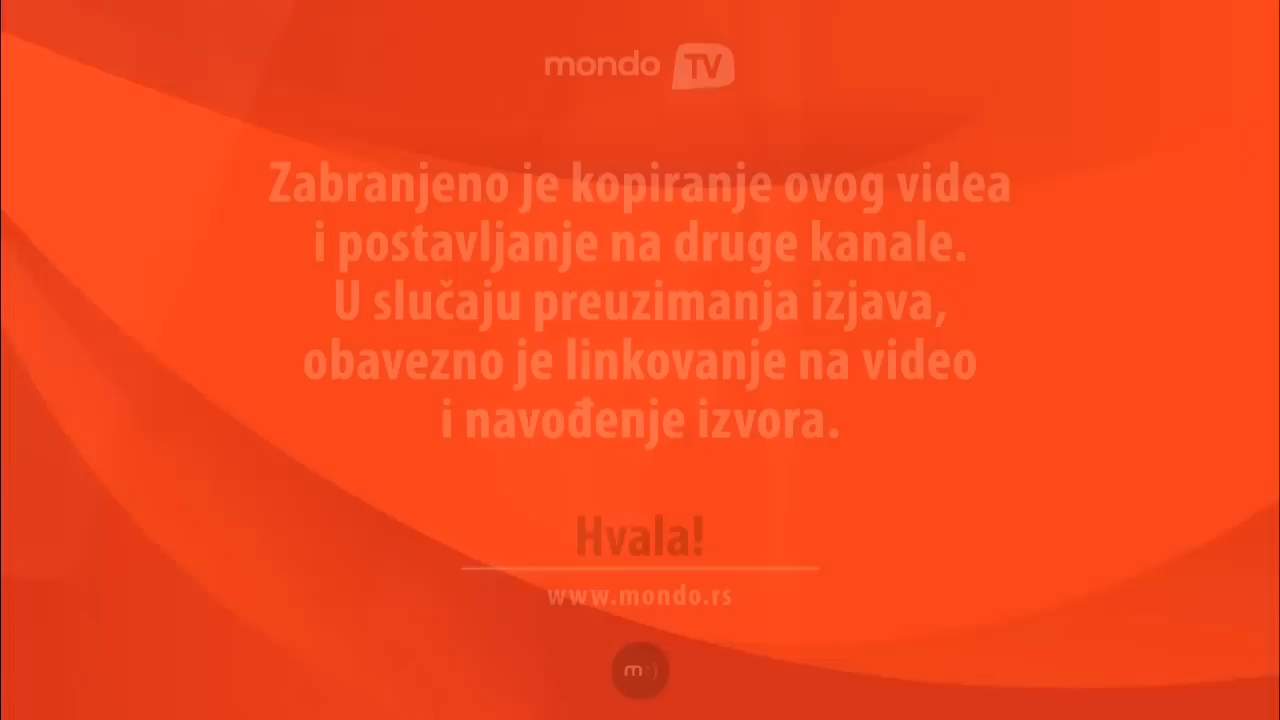 mondo TV
Zabranjeno je kopiranje ovog videa
i postavljanje na druge kanale.
U slučaju preuzimanja izjava,
obavezno je linkovanje na video
i navođenje izvora.
Hvala!
www.mondo.rs
m:)